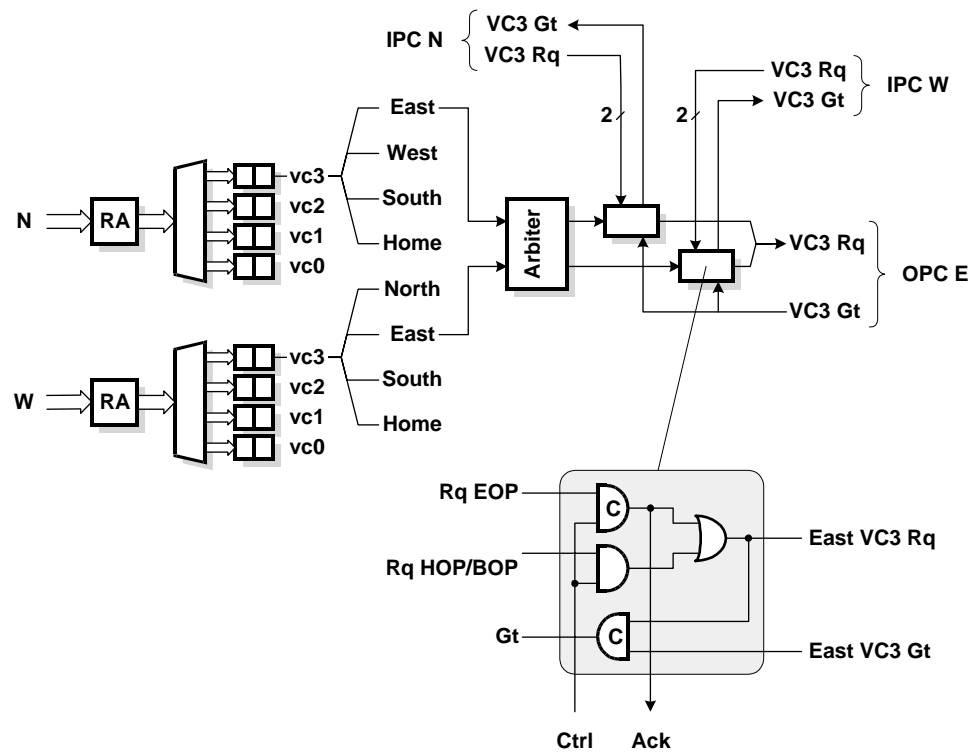 VC3 Gt
IPC N
VC3 Rq
VC3 Rq
IPC W
VC3 Gt
2
2
East
West
South
Home
N
RA
vc3
vc2
vc1
vc0
Arbiter
VC3 Rq
OPC E
VC3 Gt
North
East
South
Home
W
RA
vc3
vc2
vc1
vc0
Rq EOP
C
East VC3 Rq
Rq HOP/BOP
Gt
C
East VC3 Gt
Ctrl
Ack